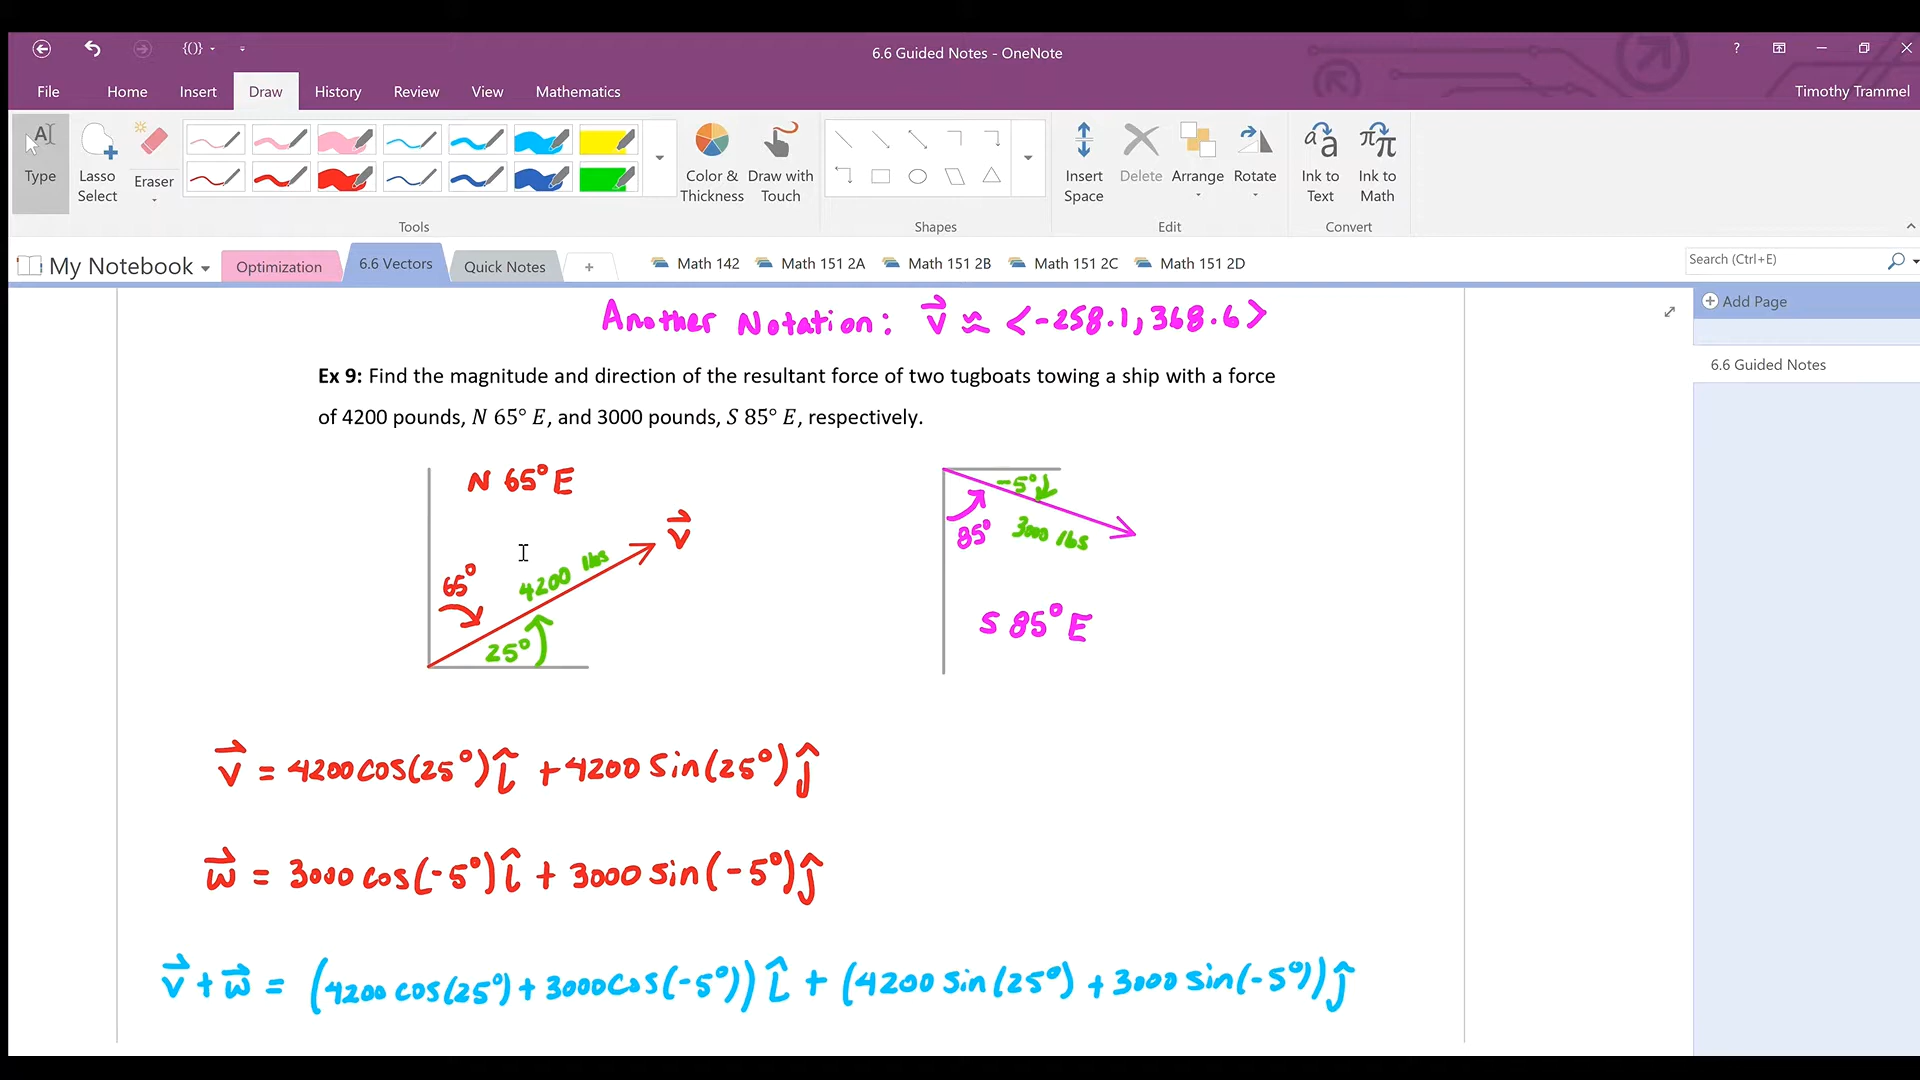 6.6 Guided Notes - OneNote
?
File Home Insert Draw History Review View Mathematics
Timothy Trammel
Type
Lasso Select
Eraser
Color & Thickness
Draw with Touch
Insert Space
Delete
Arrange
Rotate
Ink to Text
Ink to Math
Tools Shapes Edit Convert
My Notebook Optimization 6.6 Vectors Quick Notes + Math 142 Math 151 2A Math 151 2B Math 151 2C Math 151 2D
Search (Ctrl+E)
Add Page
6.6 Guided Notes
Another Notation: v⃗ ≈ <-258.1, 368.6>
Ex 9: Find the magnitude and direction of the resultant force of two tugboats towing a ship with a force
of 4200 pounds, N 65° E, and 3000 pounds, S 85° E, respectively.
N 65° E
v⃗
65°
4200 lbs
25°
-5°
85°
3000 lbs
S 85° E
v⃗ = 4200cos(25°)î + 4200 sin(25°)ĵ
w⃗ = 3000 cos(-5°)î + 3000 sin(-5°)ĵ
v⃗ + w⃗ = (4200 cos(25°) + 3000cos(-5°)) î + (4200 sin(25°) + 3000 sin(-5°))ĵ